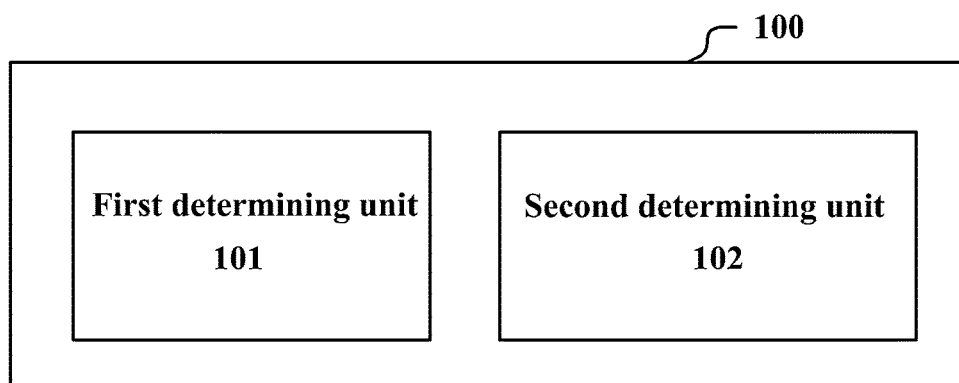 100
First determining unit
101
Second determining unit
102